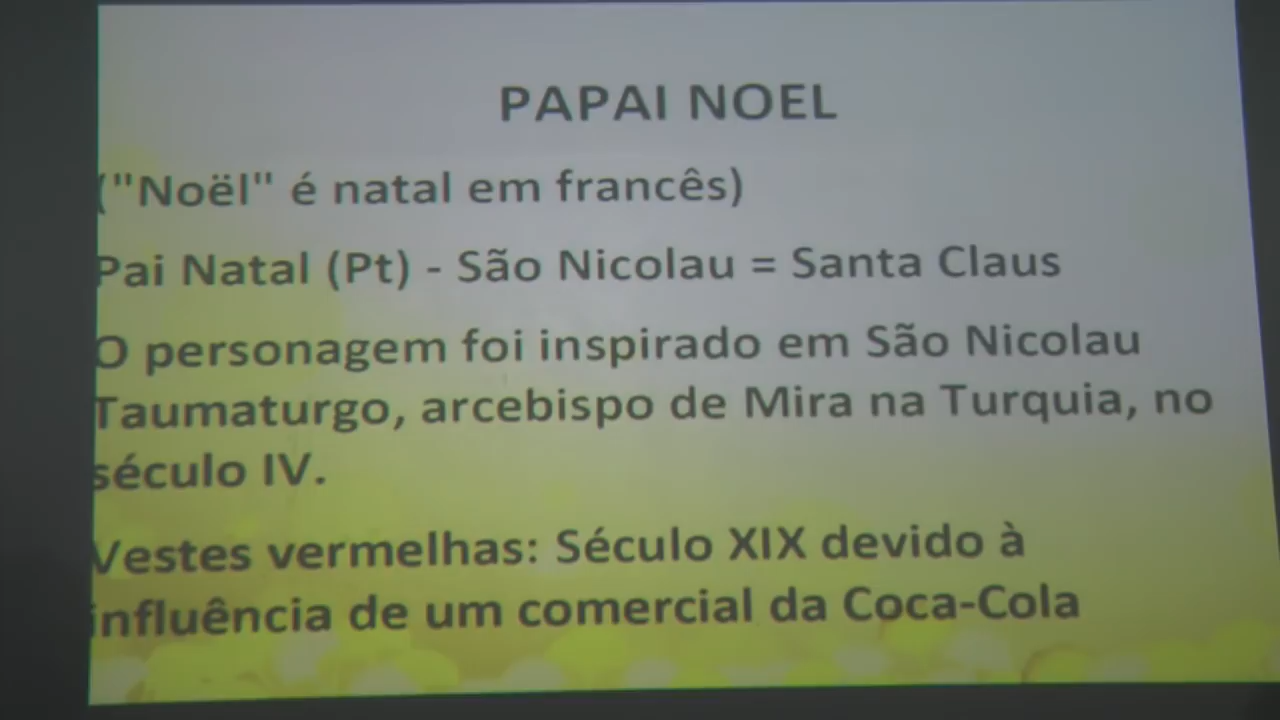 PAPAI NOEL
("Noël" é natal em francês)
Pai Natal (Pt) - São Nicolau = Santa Claus
O personagem foi inspirado em São Nicolau
Taumaturgo, arcebispo de Mira na Turquia, no
século IV.
Vestes vermelhas: Século XIX devido à
influência de um comercial da Coca-Cola